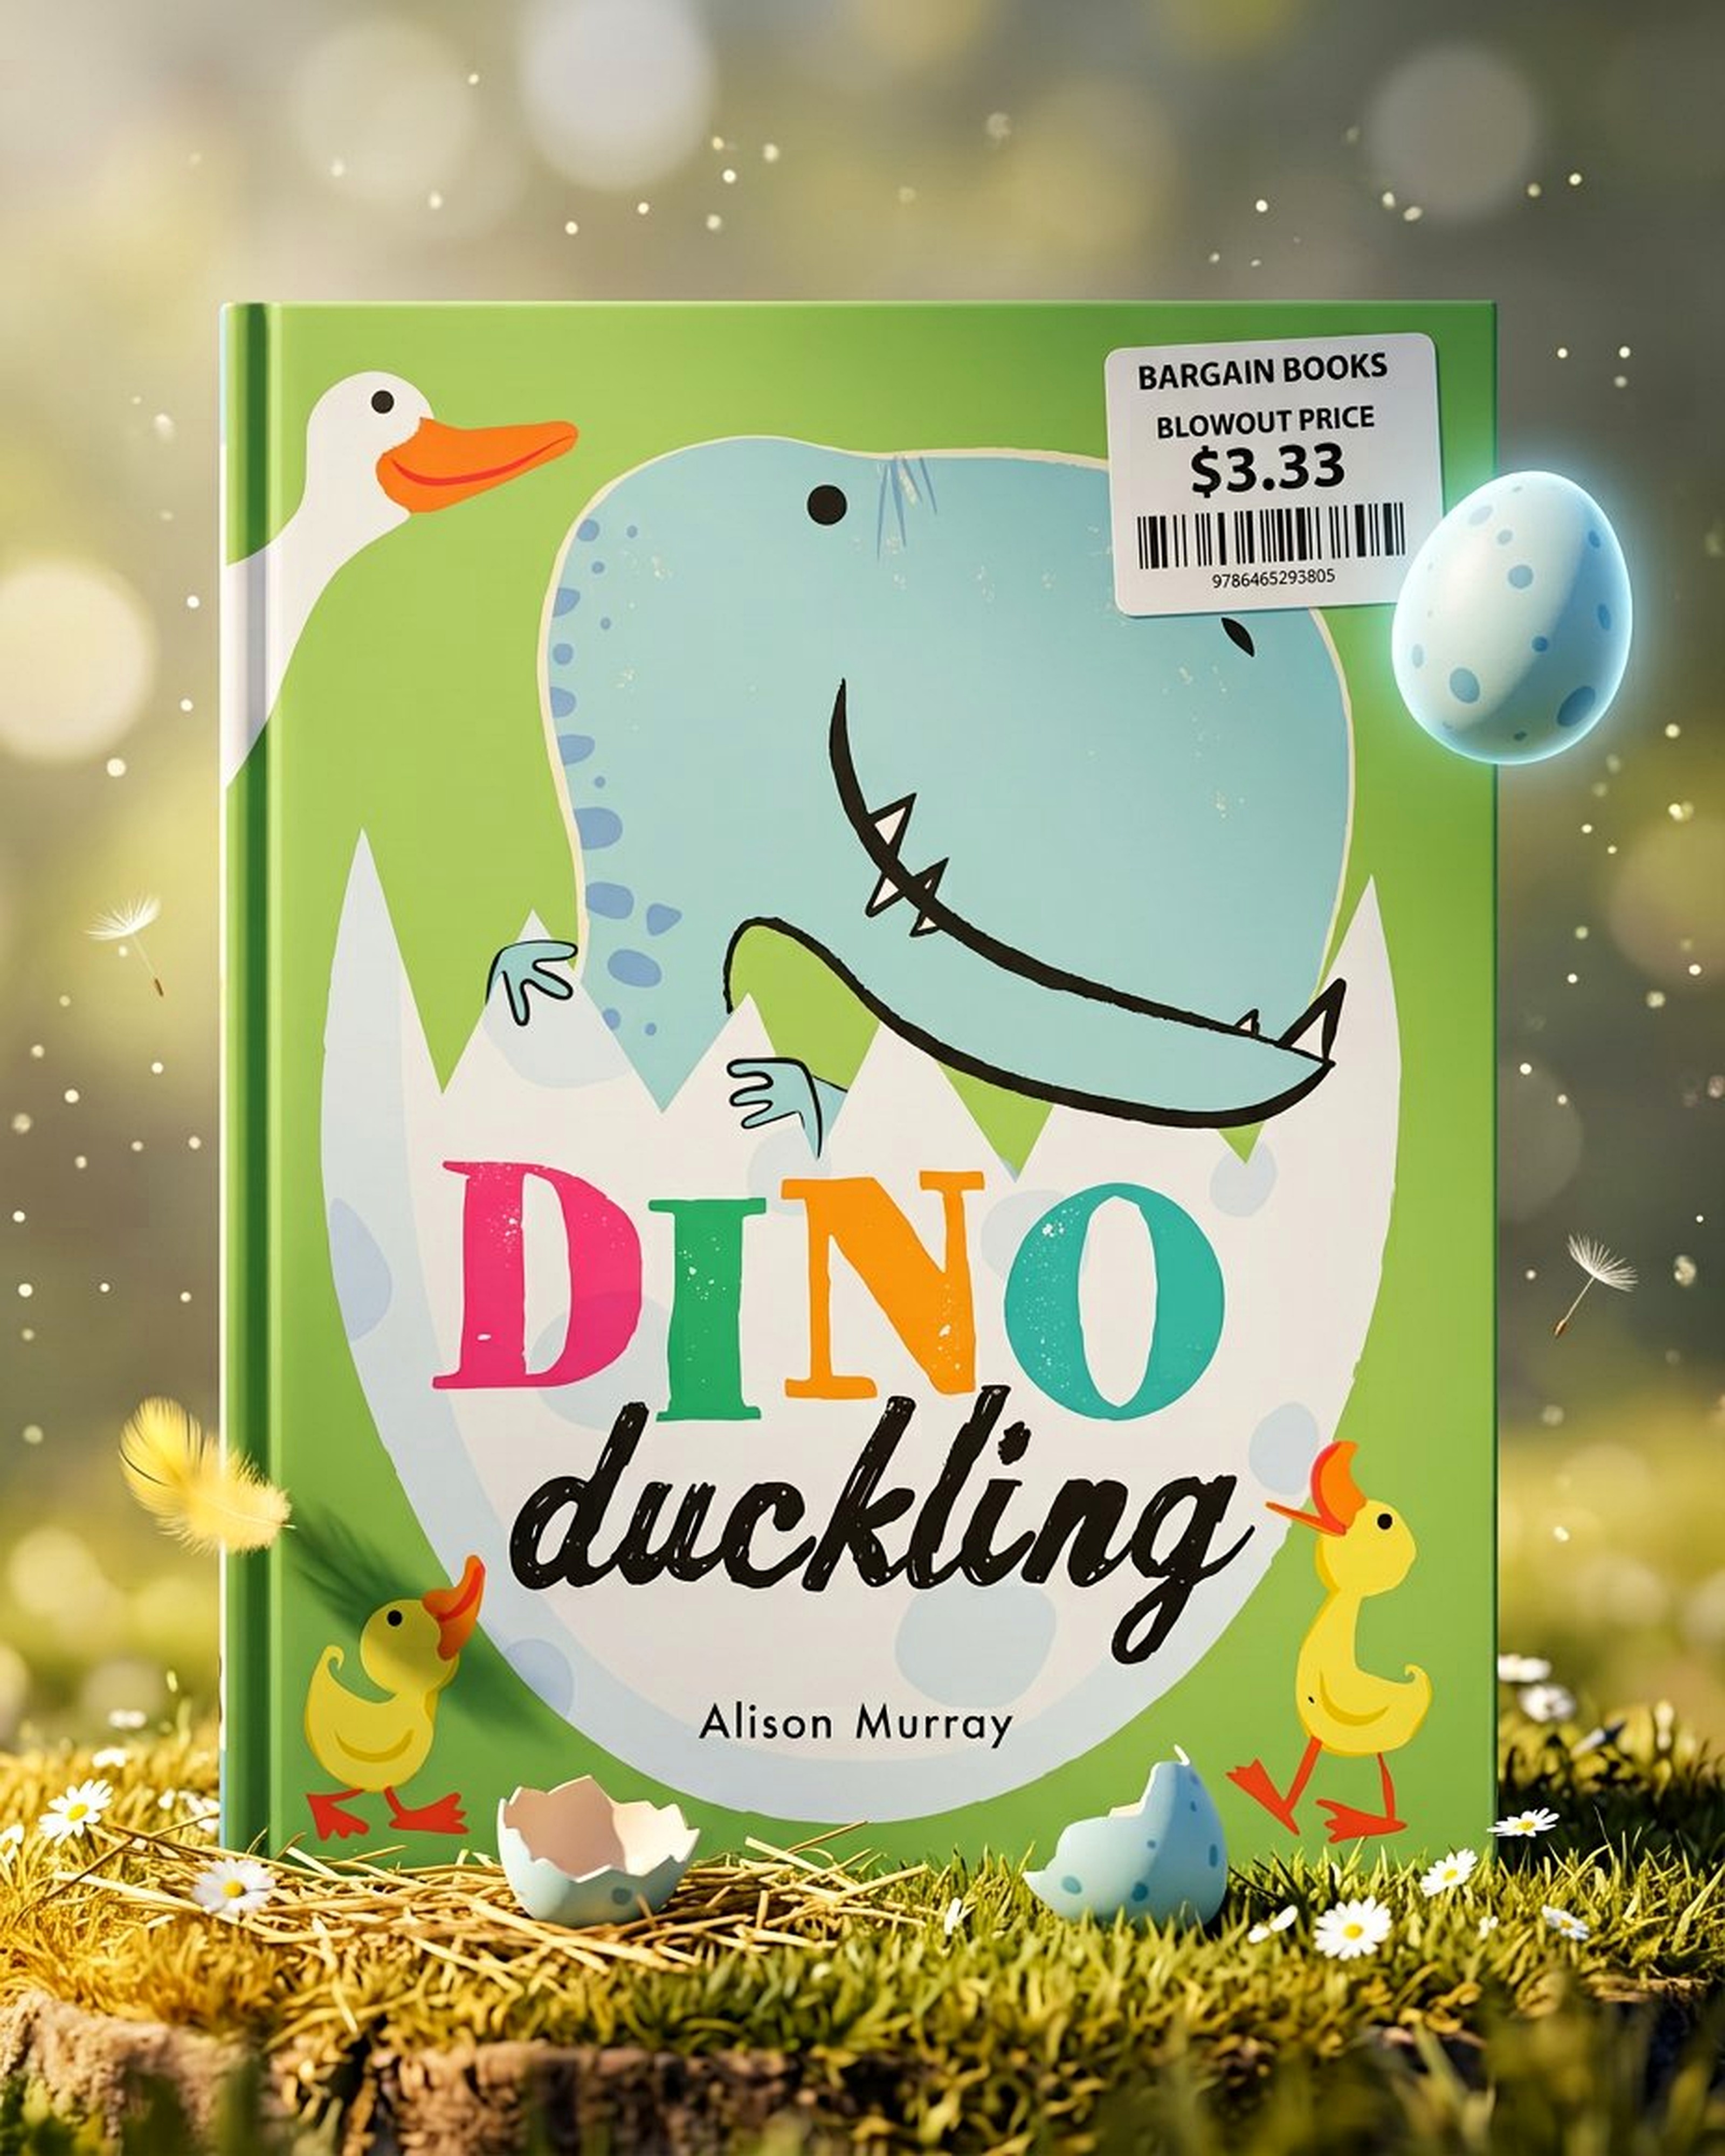 BARGAIN BOOKS
BLOWOUT PRICE
$3.33
9786465293805
DINO
duckling
Alison Murray